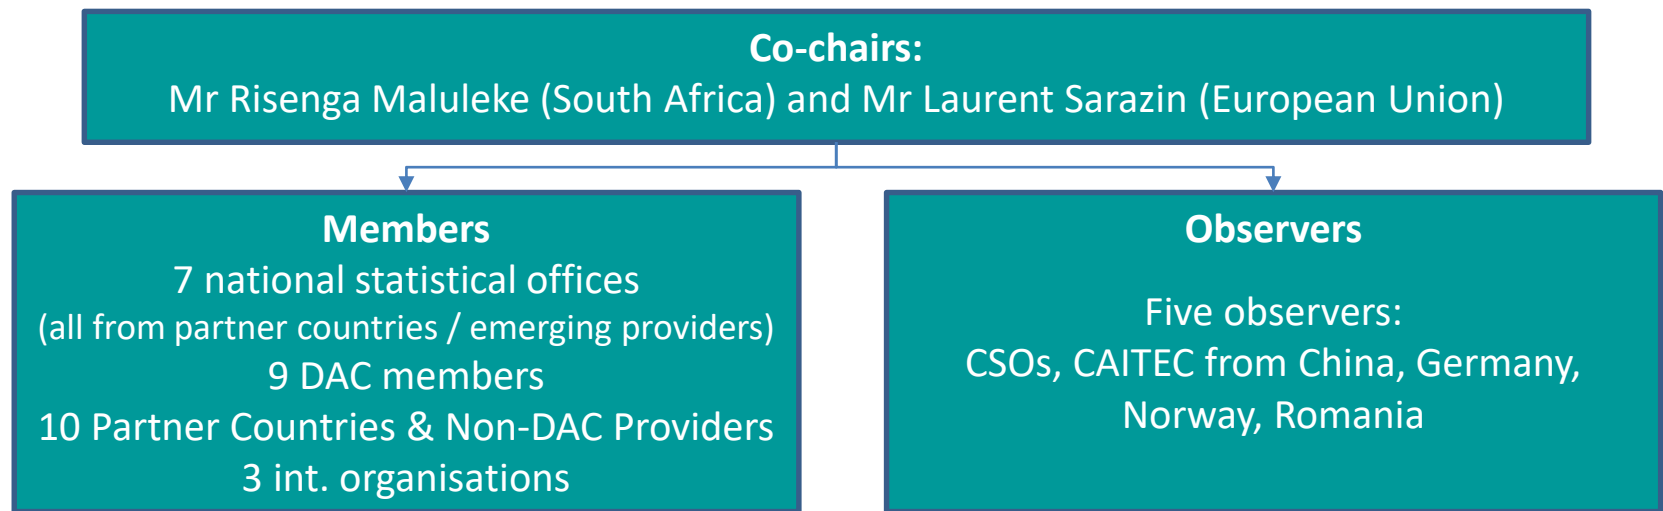 Co-chairs:
Mr Risenga Maluleke (South Africa) and Mr Laurent Sarazin (European Union)
Members
7 national statistical offices
(all from partner countries / emerging providers)
9 DAC members
10 Partner Countries & Non-DAC Providers
3 int. organisations
Observers
Five observers:
CSOs, CAITEC from China, Germany,
Norway, Romania